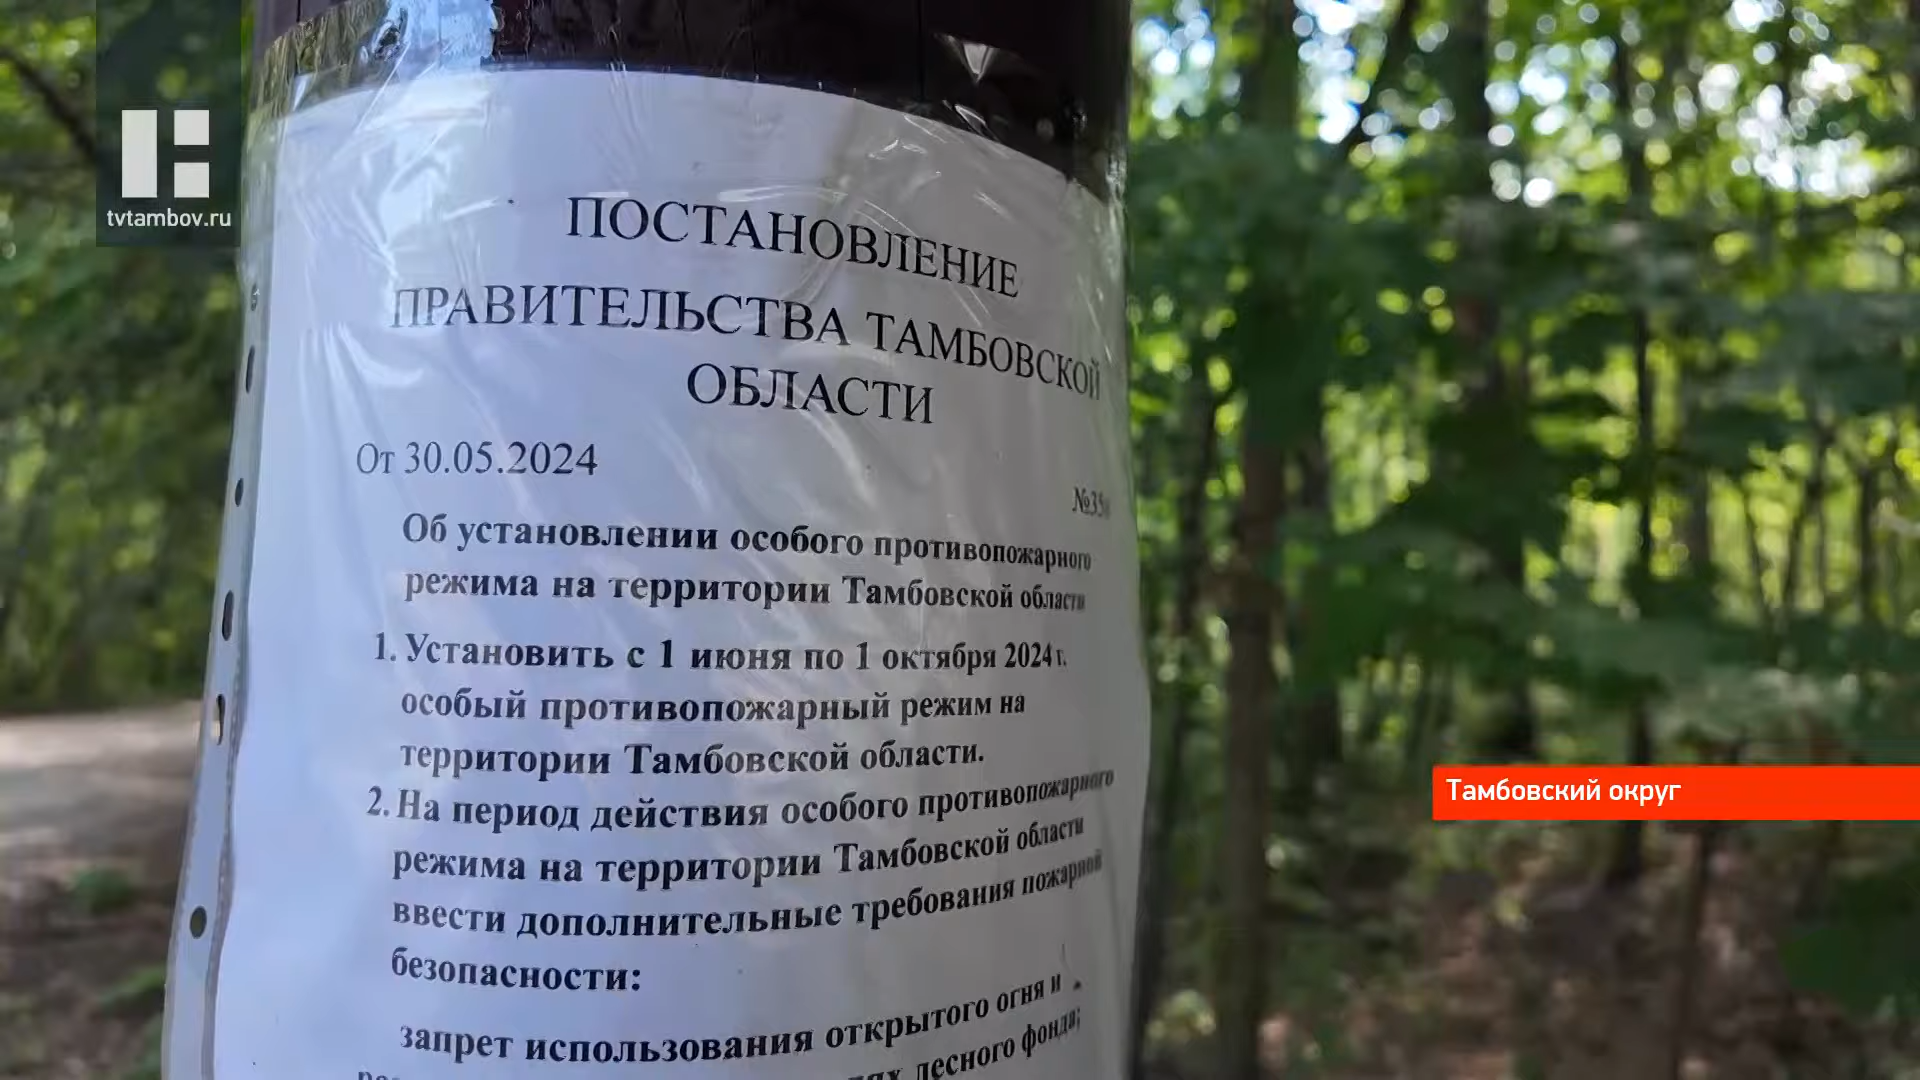 tvtambov.ru
ПОСТАНОВЛЕНИЕ
ПРАВИТЕЛЬСТВА ТАМБОВСКОЙ
ОБЛАСТИ
От 30.05.2024
Об установлении особого противопожарного
режима на территории Тамбовской области
1. Установить с 1 июня по 1 октября 2024 г.
особый противопожарный режим на
территории Тамбовской области.
2. На период действия особого противопожарного
режима на территории Тамбовской области
ввести дополнительные требования пожарной
безопасности:
запрет использования открытого огня и
лесного фонда;
Тамбовский округ